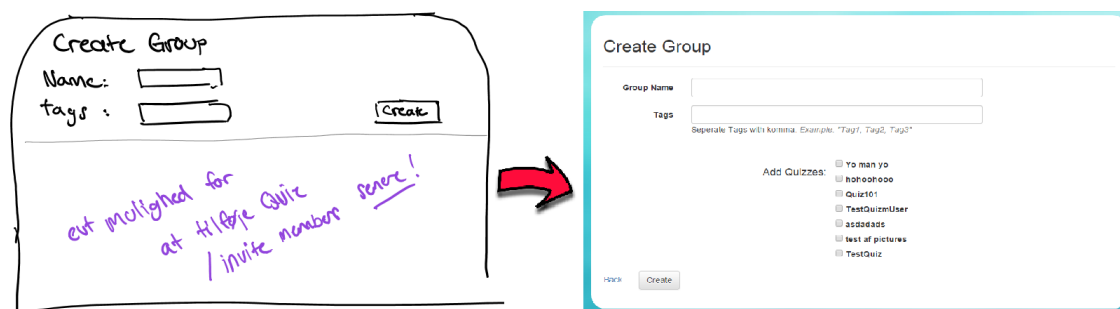 Create Group
Name:
tags :
Create
evt mulighed for
at tilføje Quiz
/ invite members senere!
Create Group
Group Name
Tags
Seperate Tags with komma. Example: "Tag1, Tag2, Tag3"
Add Quizzes:
Yo man yo
hohoohooo
Quiz101
TestQuizmUser
asdadads
test af pictures
TestQuiz
Back
Create